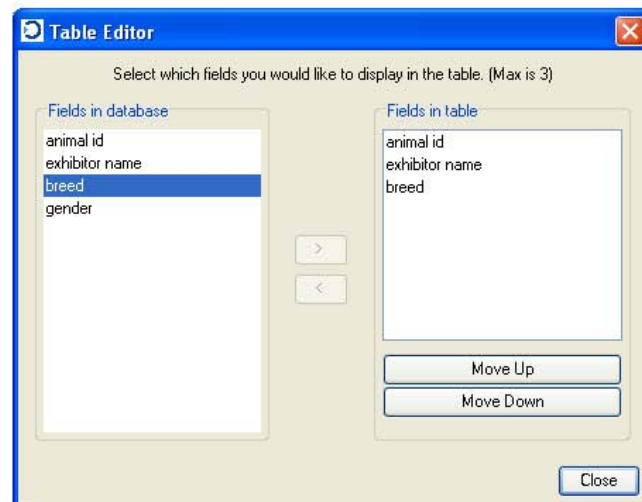 Table Editor
Select which fields you would like to display in the table. (Max is 3)
Fields in database
animal id
exhibitor name
breed
gender
>
<
Fields in table
animal id
exhibitor name
breed
Move Up
Move Down
Close